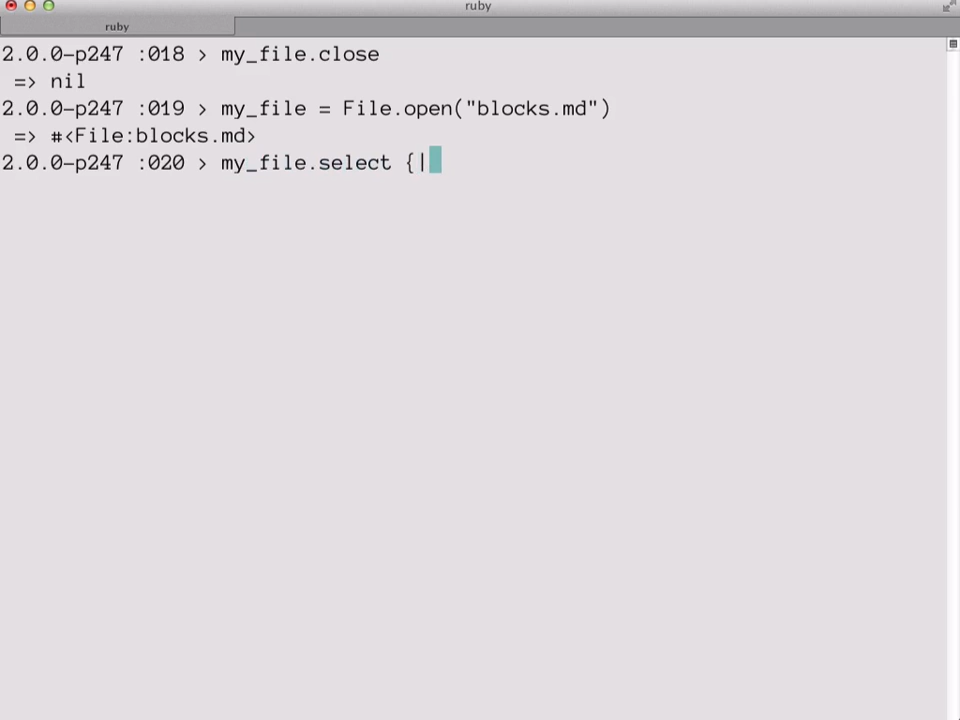 ruby
ruby
2.0.0-p247 :018 > my_file.close
=> nil
2.0.0-p247 :019 > my_file = File.open("blocks.md")
=> #<File:blocks.md>
2.0.0-p247 :020 > my_file.select {|